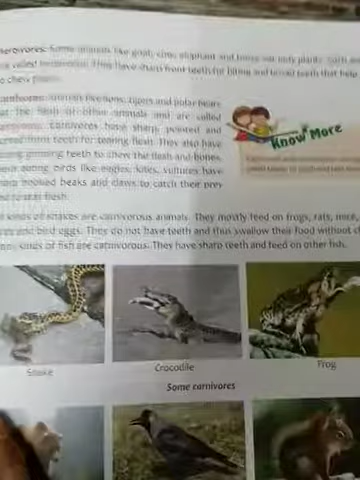 Herbivores: Some animals like goat, cow, elephant and horse eat only plants. Such
are called herbivores. They have sharp front teeth for biting and broad teeth that help
to chew plants.
Carnivores: Animals like lions, tigers and polar bears
eat the flesh of other animals and are called
carnivores. Carnivores have sharp, pointed and
front teeth for tearing flesh. They also have
grinding teeth to chew the flesh and bones.
Flesh eating birds like eagles, kites, vultures have
hooked beaks and claws to catch their prey
flesh.
Know More
kinds of snakes are carnivorous animals. They mostly feed on frogs, rats, mice,
and bird eggs. They do not have teeth and thus swallow their food without
kinds of fish are carnivorous. They have sharp teeth and feed on other fish.
Snake
Crocodile
Frog
Some carnivores